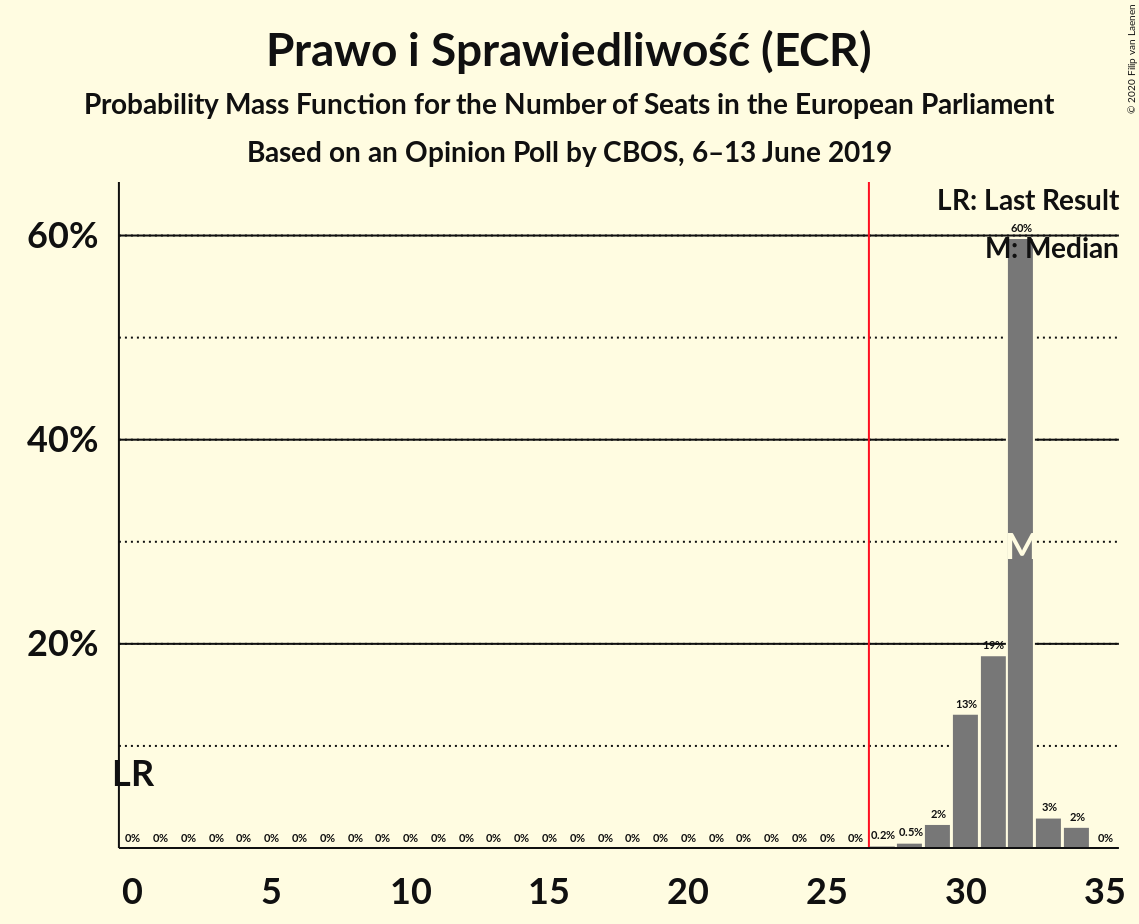 Prawo i Sprawiedliwość (ECR)
Probability Mass Function for the Number of Seats in the European Parliament
Based on an Opinion Poll by CBOS, 6–13 June 2019
© 2020 Filip van Laenen
LR: Last Result
M: Median
60%
40%
20%
60%
M
19%
13%
LR
0% 0% 0% 0% 0% 0% 0% 0% 0% 0% 0% 0% 0% 0% 0% 0% 0% 0% 0% 0% 0% 0% 0% 0% 0% 0% 0% 0.2% 0.5% 2% 3% 2% 0%
0 5 10 15 20 25 30 35